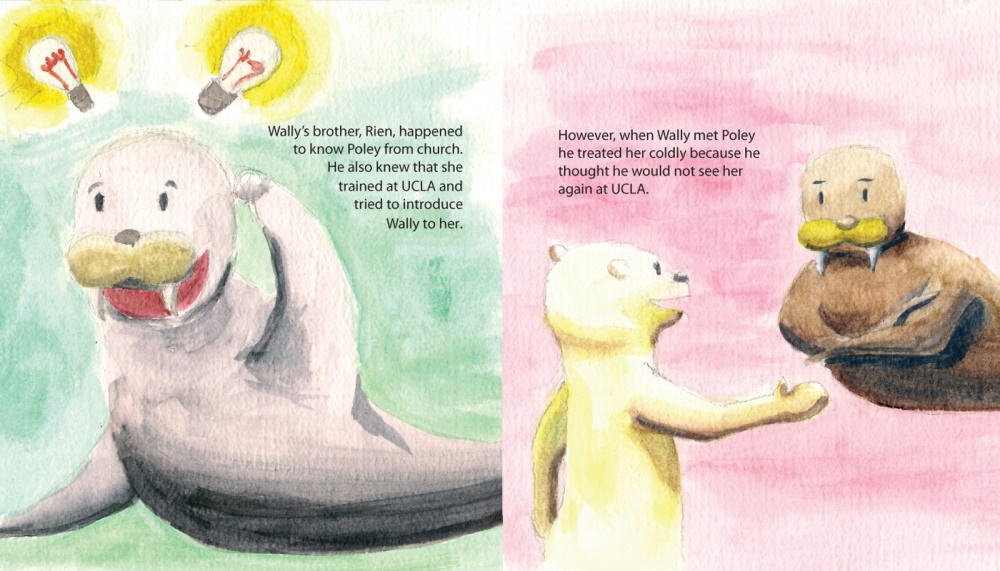 Wally's brother, Rien, happened
to know Poley from church.
He also knew that she
trained at UCLA and
tried to introduce
Wally to her.
However, when Wally met Poley
he treated her coldly because he
thought he would not see her
again at UCLA.